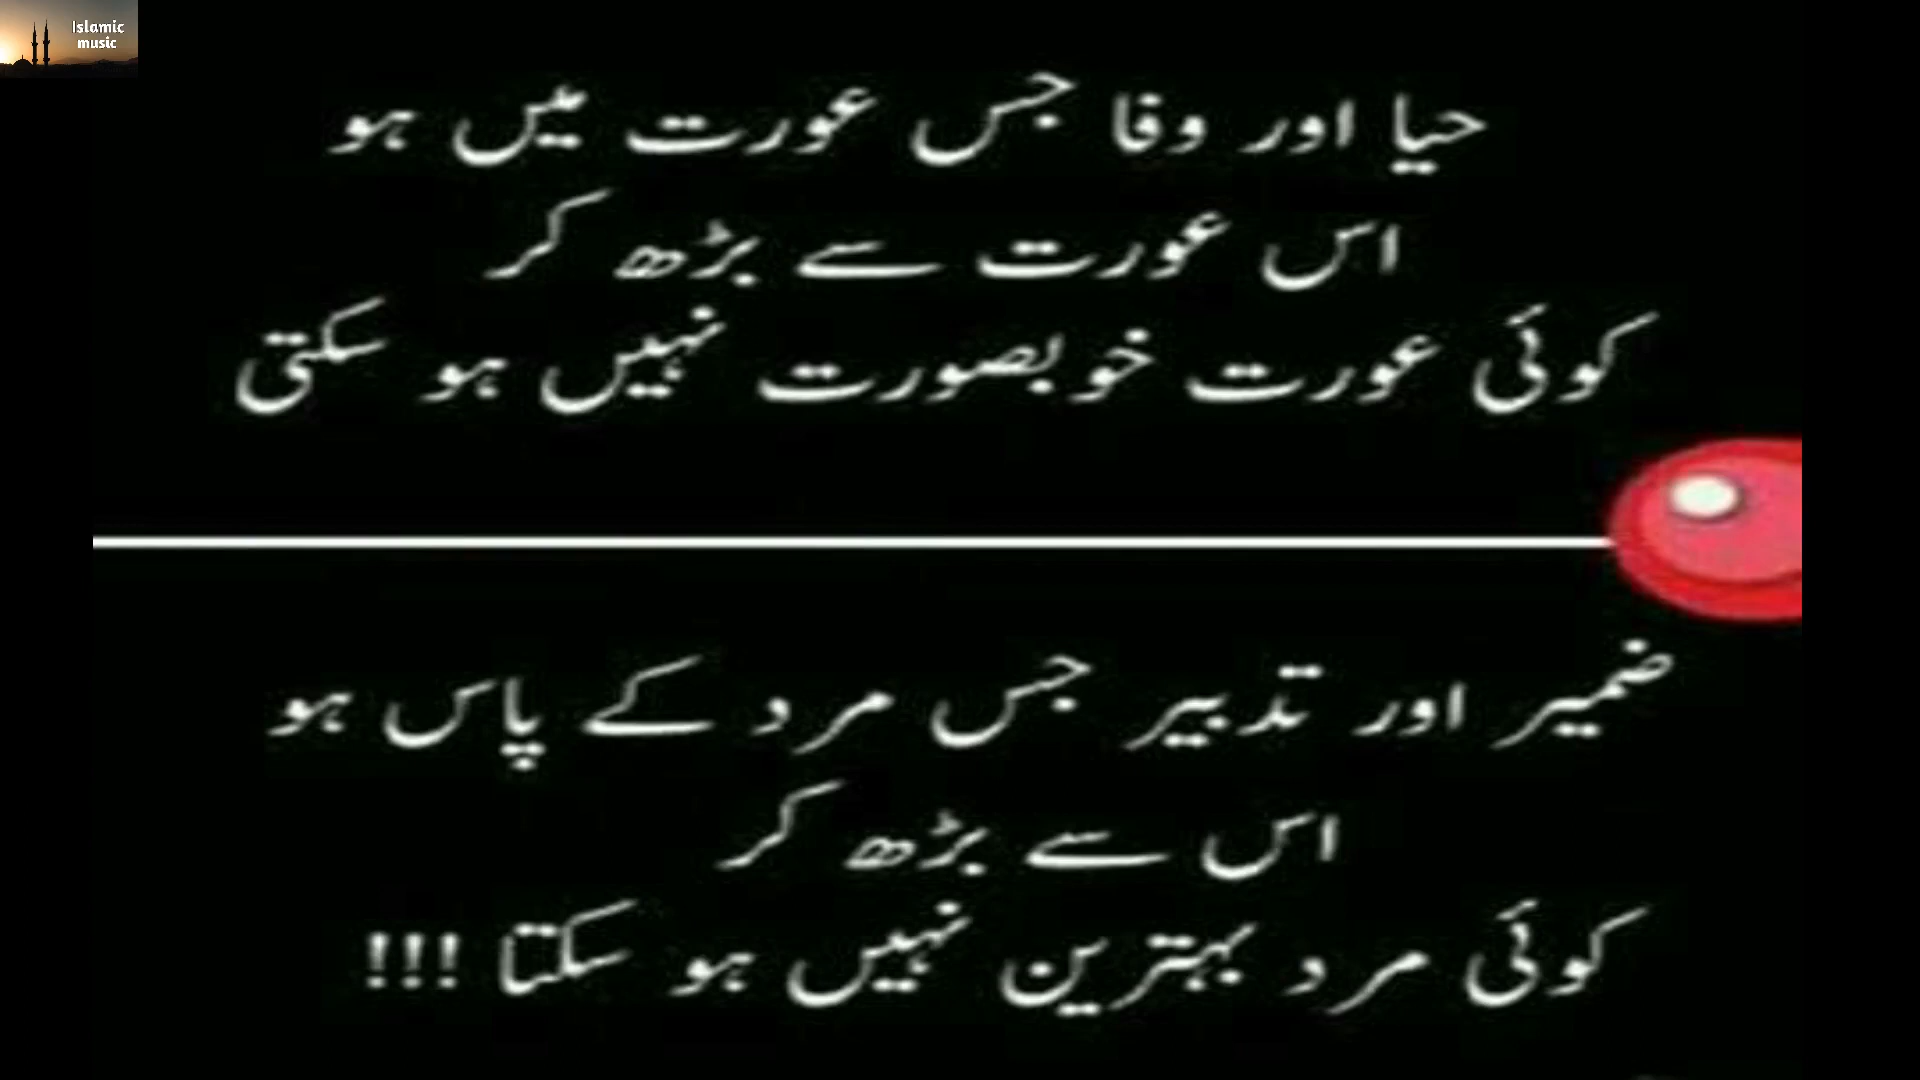 Islamic
music
حیا اور وفا جس عورت میں ہو
اس عورت سے بڑھ کر
کوئی عورت خوبصورت نہیں ہو سکتی
ضمیر اور تدبیر جس مرد کے پاس ہو
اس سے بڑھ کر
کوئی مرد بہترین نہیں ہو سکتا !!!